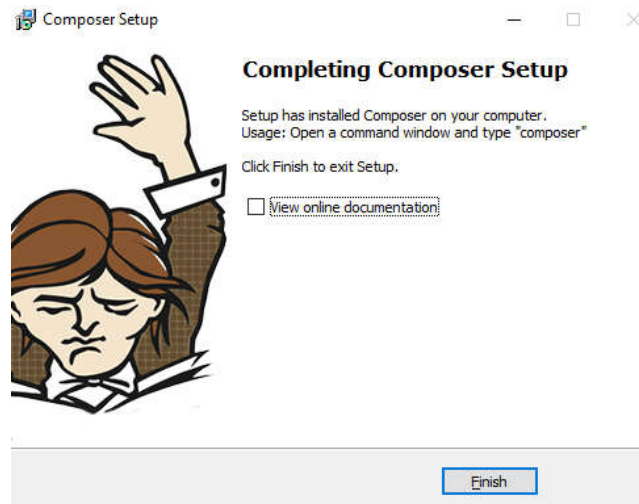 Composer Setup
Completing Composer Setup
Setup has installed Composer on your computer.
Usage: Open a command window and type "composer"
Click Finish to exit Setup.
View online documentation
Finish